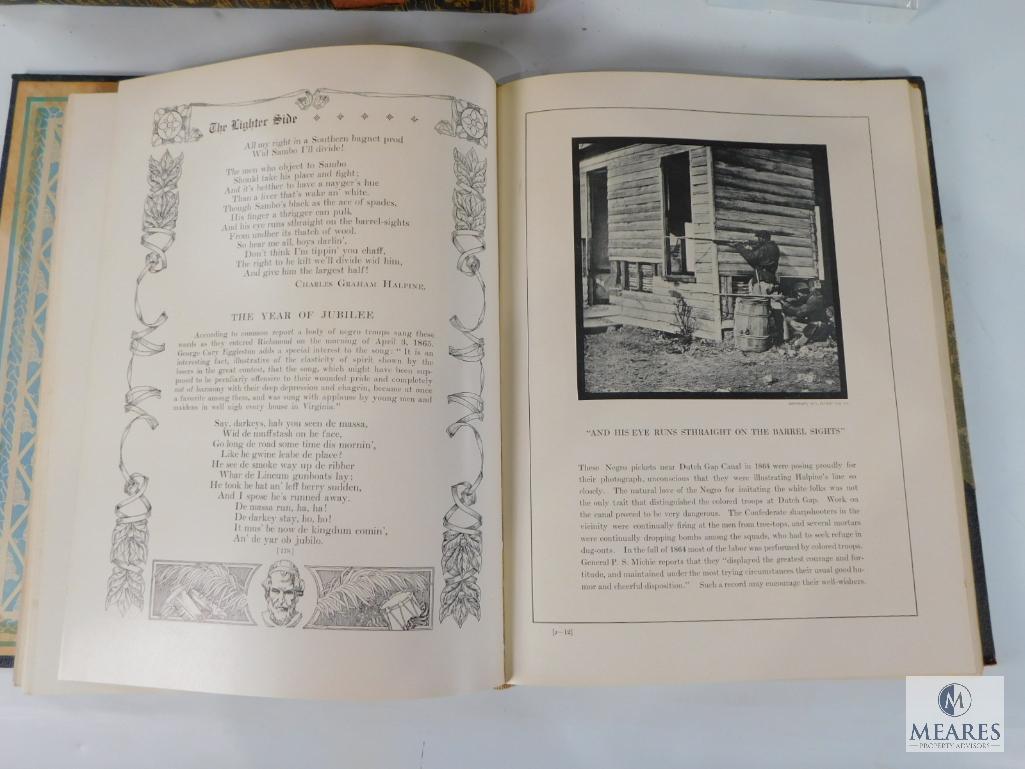 The Lighter Side
All my right in a Southern bagnet prod
Wid Sambo I'll divide!
The men who object to Sambo
Should take his place and fight;
And it's betther to have a nayger's hue
Than a liver that's wake an' white.
Though Sambo's black as the ace of spades,
His finger a thrigger can pull,
And his eye runs sthraight on the barrel-sights
From undher its thatch of wool.
So hear me all, boys darlin',
Don't think I'm tippin' you chaff,
The right to be kilt we'll divide wid him,
And give him the largest half!
Charles Graham Halpine.
THE YEAR OF JUBILEE
According to common report a body of negro troops sang these
words as they entered Richmond on the morning of April 3, 1865.
George Cary Eggleston adds a special interest to the song: "It is an
interesting fact, illustrative of the elasticity of spirit shown by the
losers in the great contest, that the song, which might have been sup-
posed to be peculiarly offensive to their wounded pride and completely
out of harmony with their deep depression and chagrin, became at once
a favorite among them, and was sung with applause by young men and
maidens in well nigh every house in Virginia."
Say, darkeys, hab you seen de massa,
Wid de muffstash on he face,
Go long de road some time dis mornin',
Like he gwine leabe de place?
He see de smoke way up de ribber
Whar de Lincum gunboats lay;
He took he hat an' leff berry sudden,
And I spose he's runned away.
De massa run, ha, ha!
De darkey stay, ho, ho!
It mus' be now de kingdum comin',
An' de yar ob jubilo.
[178]
"AND HIS EYE RUNS STHRAIGHT ON THE BARREL SIGHTS"
These Negro pickets near Dutch Gap Canal in 1864 were posing proudly for
their photograph, unconscious that they were illustrating Halpine's line so
closely. The natural love of the Negro for imitating the white folks was not
the only trait that distinguished the colored troops at Dutch Gap. Work on
the canal proved to be very dangerous. The Confederate sharpshooters in the
vicinity were continually firing at the men from tree-tops, and several mortars
were continually dropping bombs among the squads, who had to seek refuge in
dug-outs. In the fall of 1864 most of the labor was performed by colored troops.
General P. S. Michie reports that they "displayed the greatest courage and for-
titude, and maintained under the most trying circumstances their usual good hu-
mor and cheerful disposition." Such a record may encourage their well-wishers.
[z—12]
M
MEARES
PROPERTY ADVISORS